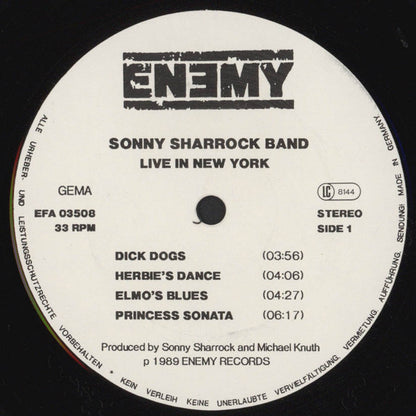 ENEMY
SONNY SHARROCK BAND
LIVE IN NEW YORK
GEMA
LC 8144
EFA 03508
STEREO
33 RPM
SIDE 1
DICK DOGS (03:56)
HERBIE'S DANCE (04:06)
ELMO'S BLUES (04:27)
PRINCESS SONATA (06:17)
Produced by Sonny Sharrock and Michael Knuth
p 1989 ENEMY RECORDS
ALLE URHEBER- UND LEISTUNGSSCHUTZRECHTE VORBEHALTEN * KEIN VERLEIH KEINE UNERLAUBTE VERVIELFÄLTIGUNG, VERMIETUNG, AUFFÜHRUNG, SENDUNG! MADE IN GERMANY